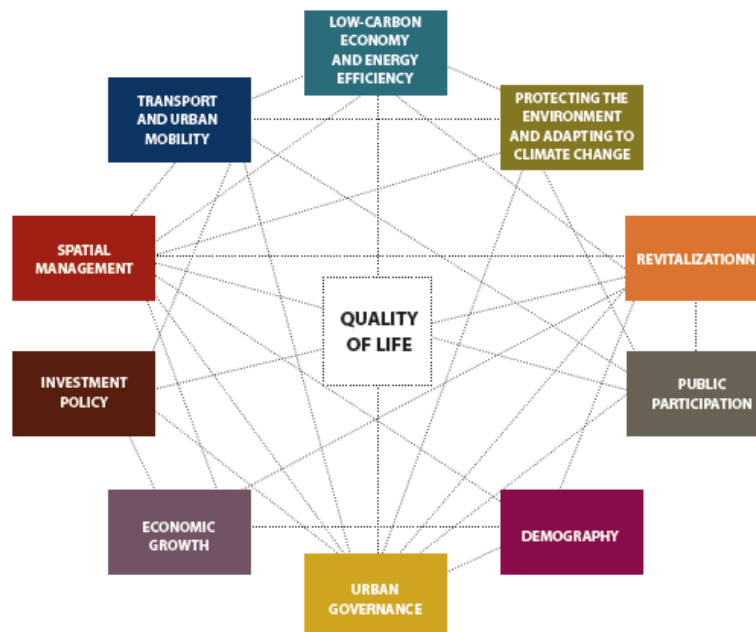 LOW-CARBON
ECONOMY
AND ENERGY
EFFICIENCY
TRANSPORT
AND URBAN
MOBILITY
PROTECTING THE
ENVIRONMENT
AND ADAPTING TO
CLIMATE CHANGE
SPATIAL
MANAGEMENT
REVITALIZATIONN
QUALITY
OF LIFE
INVESTMENT
POLICY
PUBLIC
PARTICIPATION
ECONOMIC
GROWTH
DEMOGRAPHY
URBAN
GOVERNANCE